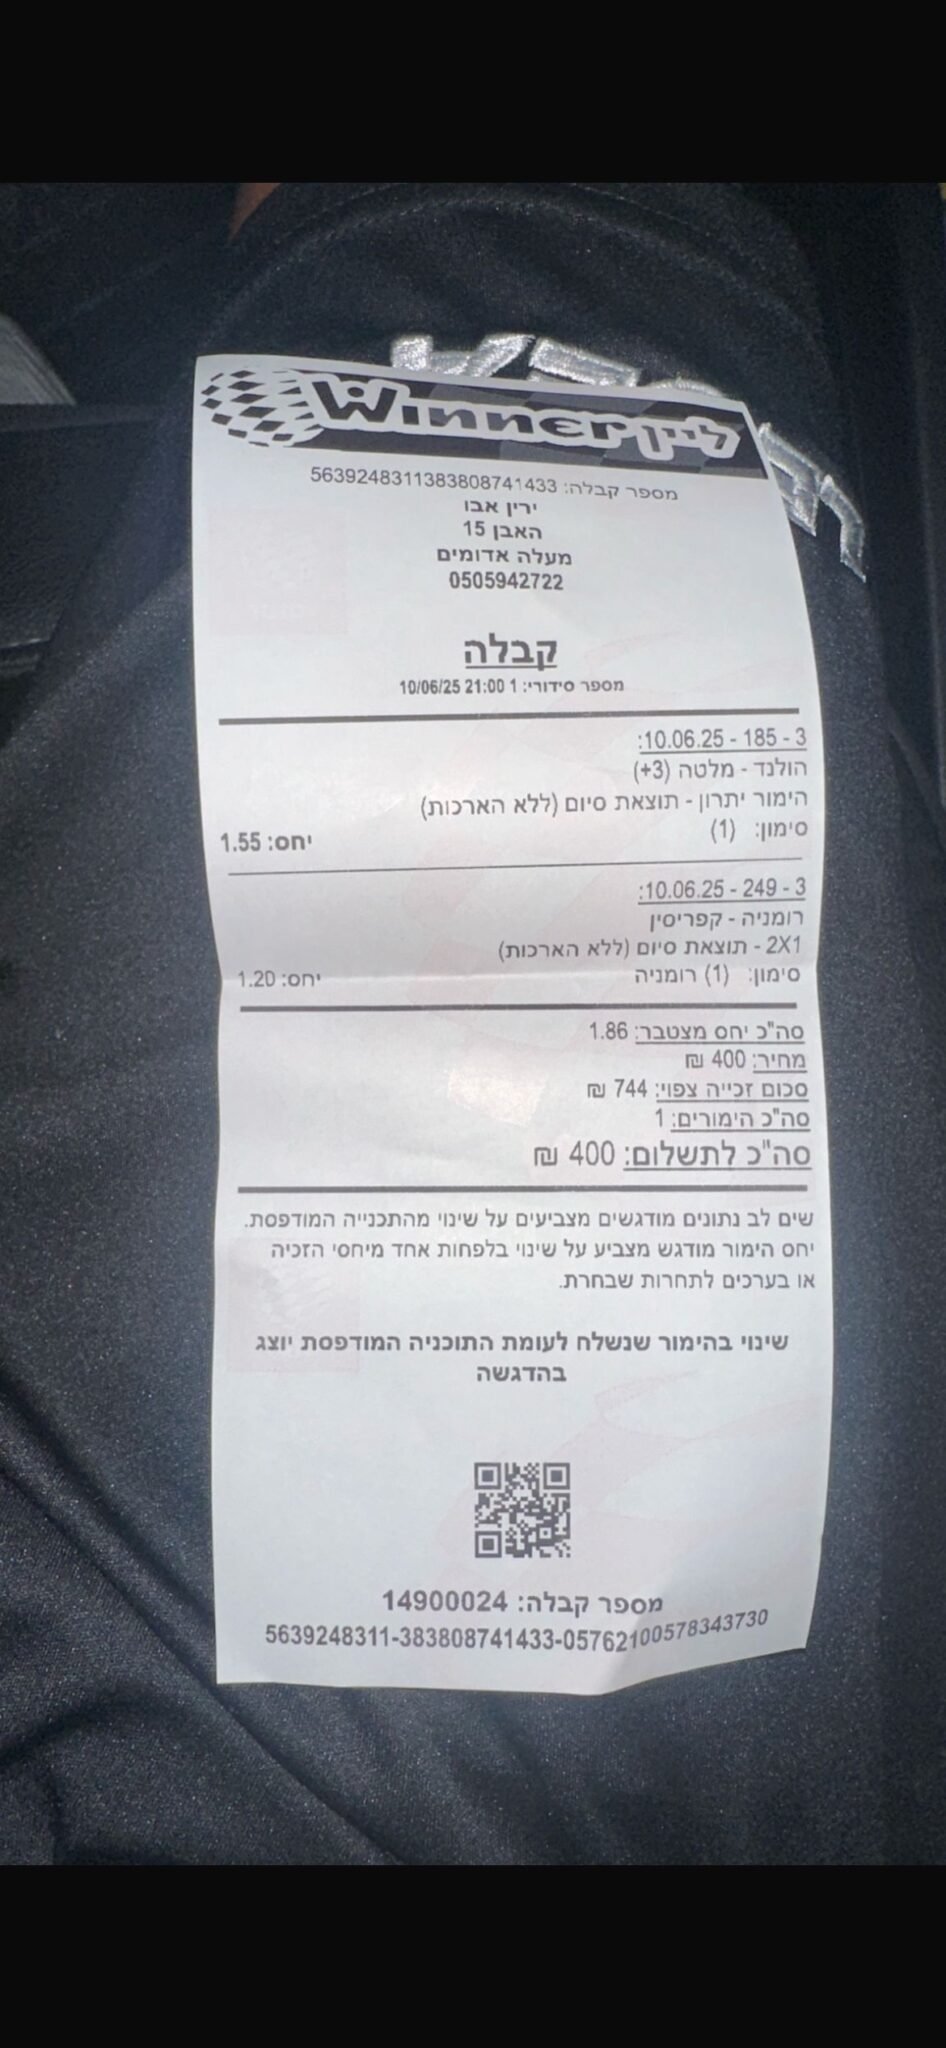 Winner ליין
מספר קבלה: 5639248311383808741433
ירין אבו
האבן 15
מעלה אדומים
0505942722
קבלה
מספר סידורי: 1 21:00 10/06/25
3 - 185 - 10.06.25:
הולנד - מלטה (3+)
הימור יתרון - תוצאת סיום (ללא הארכות)
סימון: (1) יחס: 1.55
3 - 249 - 10.06.25:
רומניה - קפריסין
2X1 - תוצאת סיום (ללא הארכות)
סימון: (1) רומניה יחס: 1.20
סה"כ יחס מצטבר: 1.86
מחיר: 400 ₪
סכום זכייה צפוי: 744 ₪
סה"כ הימורים: 1
סה"כ לתשלום: 400 ₪
שים לב נתונים מודגשים מצביעים על שינוי מהתכנייה המודפסת.
יחס הימור מודגש מצביע על שינוי בלפחות אחד מיחסי הזכיה
או בערכים לתחרות שבחרת.
שינוי בהימור שנשלח לעומת התוכניה המודפסת יוצג
בהדגשה
מספר קבלה: 14900024
5639248311-383808741433-05762100578343730